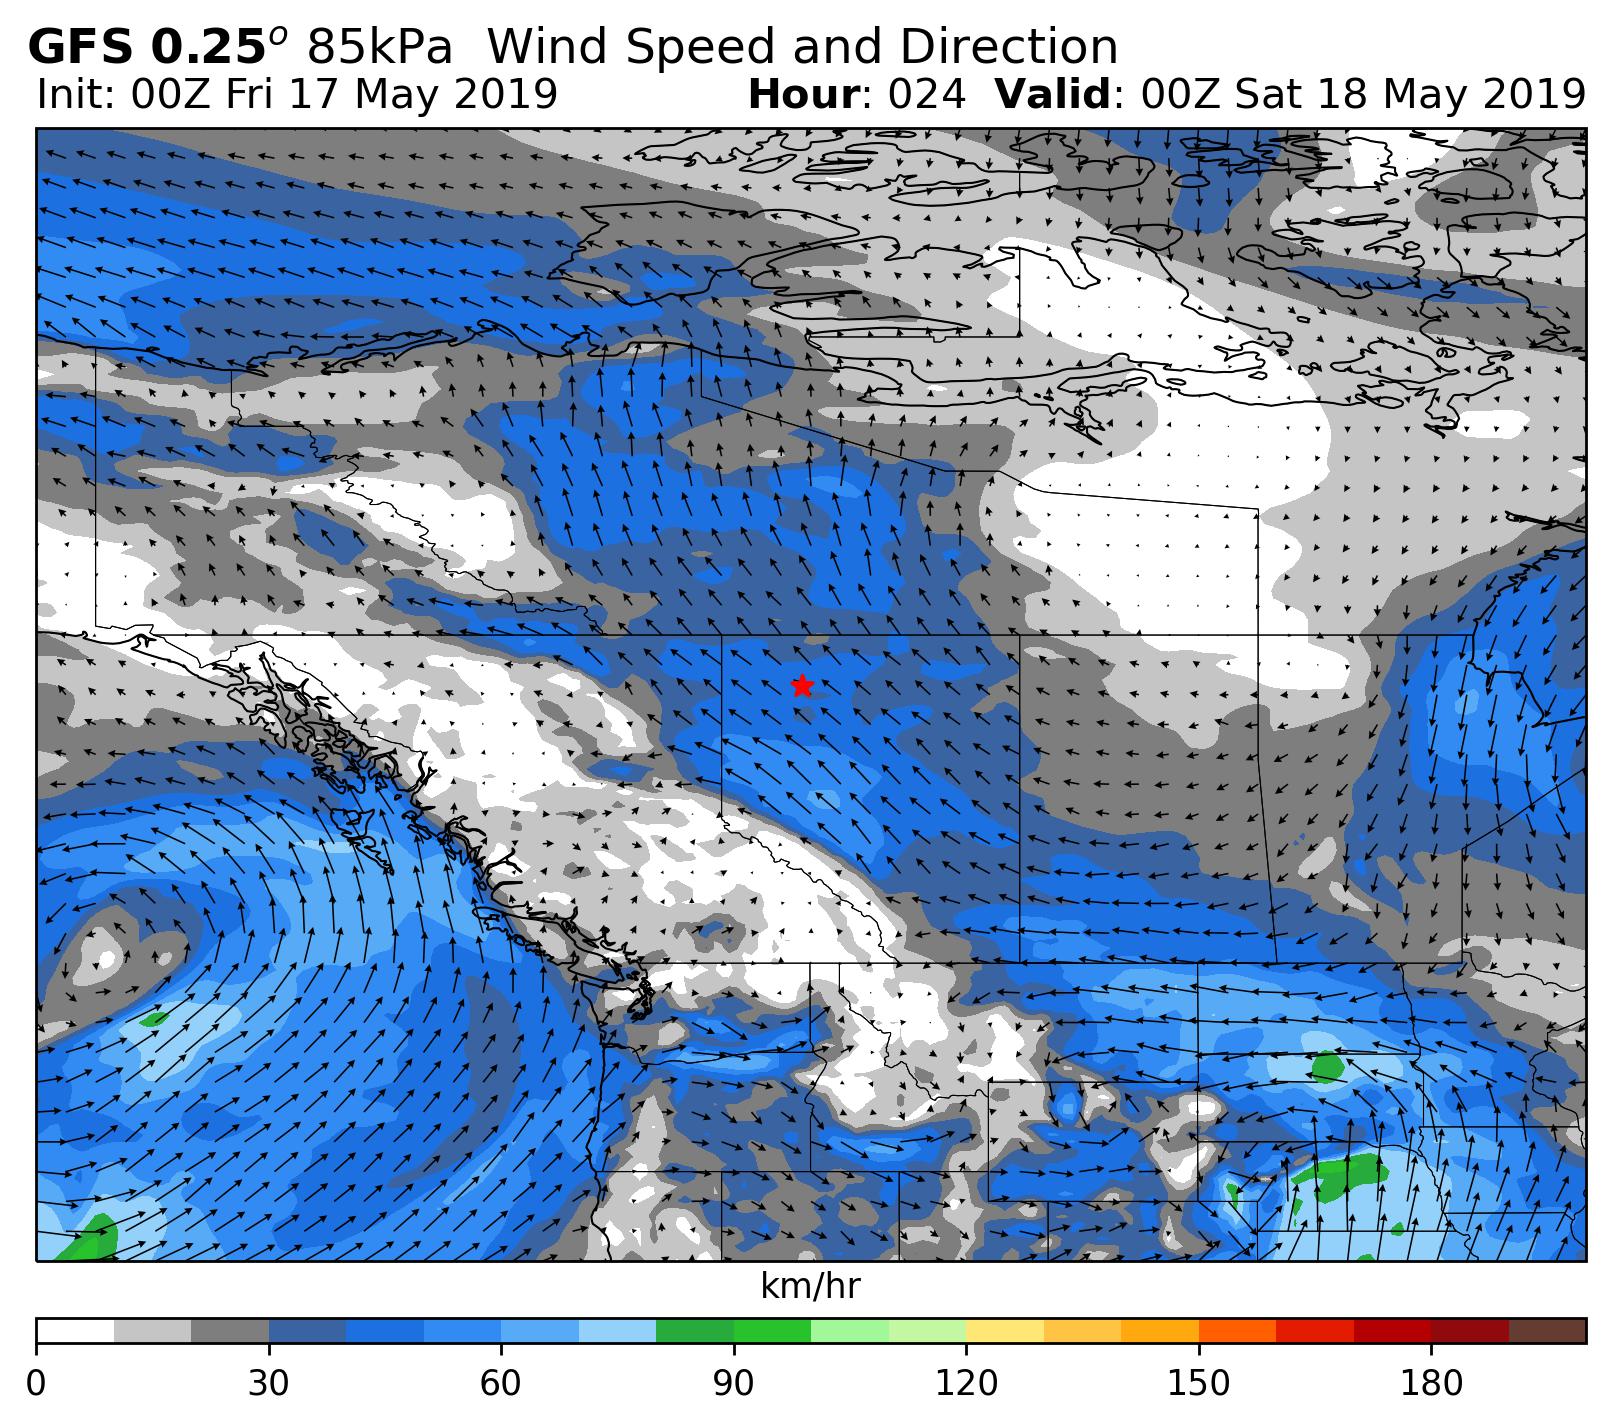 GFS 0.25o 85kPa Wind Speed and Direction
Init: 00Z Fri 17 May 2019 Hour: 024 Valid: 00Z Sat 18 May 2019
km/hr
0 30 60 90 120 150 180